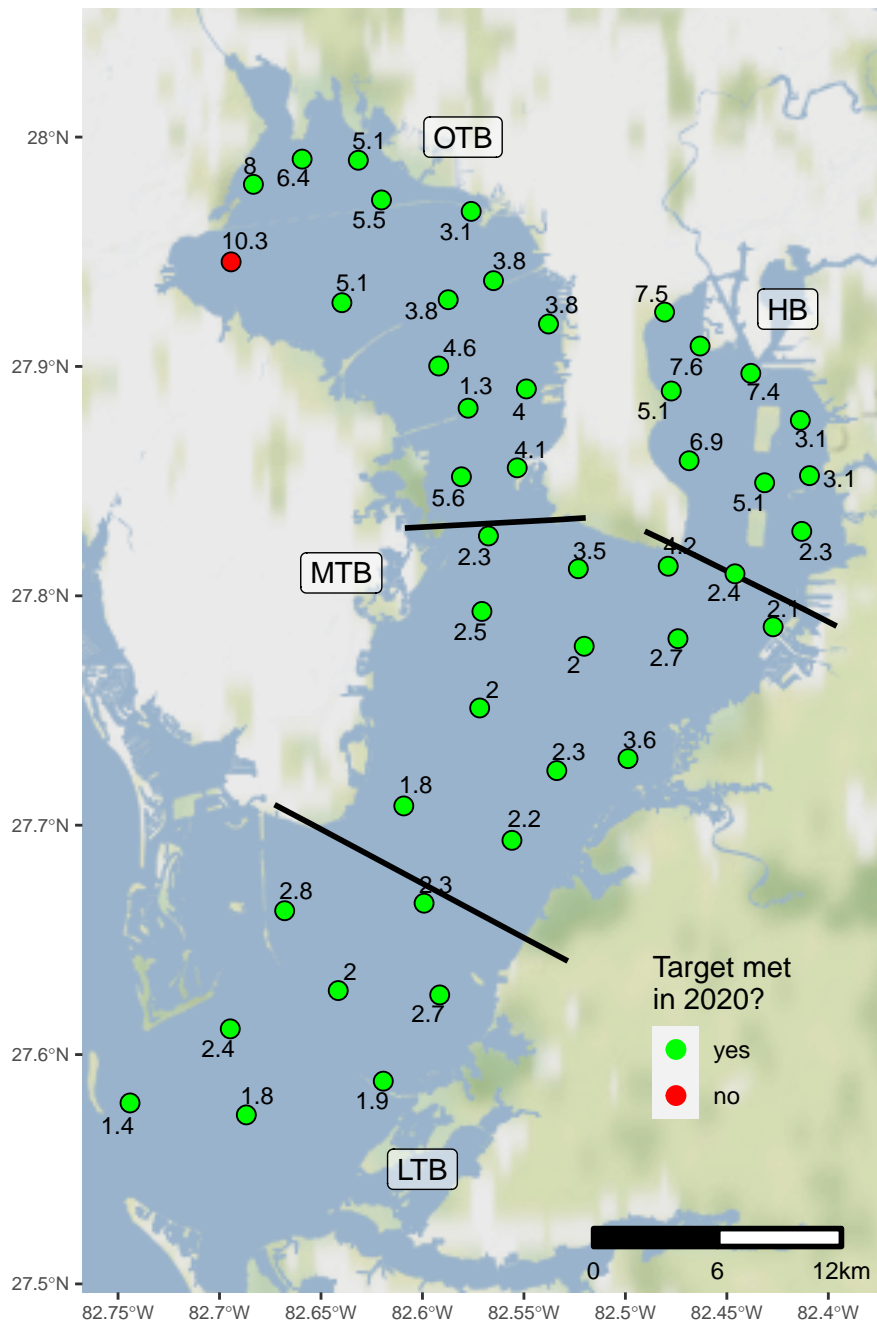 28°N
27.9°N
27.8°N
27.7°N
27.6°N
27.5°N
5.1
OTB
8
6.4
5.5
3.1
10.3
3.8
5.1
3.8
3.8
7.5
HB
4.6
7.6
1.3
4
5.1
7.4
3.1
6.9
4.1
5.6
5.1
3.1
2.3
2.3
3.5
4.2
MTB
2.4
2.1
2.5
2
2.7
2
2.3
3.6
1.8
2.2
2.8
2.3
2
2.7
2.4
1.8
1.9
1.4
LTB
Target met
in 2020?
yes
no
0 6 12km
82.75°W 82.7°W 82.65°W 82.6°W 82.55°W 82.5°W 82.45°W 82.4°W